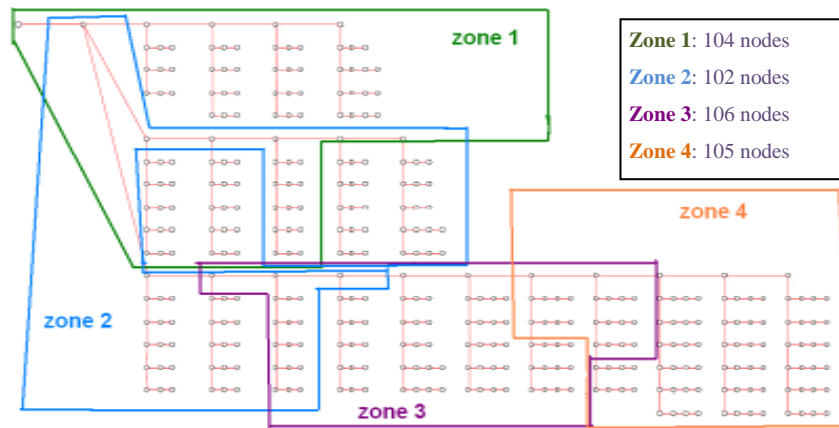 zone 1
Zone 1: 104 nodes
Zone 2: 102 nodes
Zone 3: 106 nodes
Zone 4: 105 nodes
zone 4
zone 2
zone 3